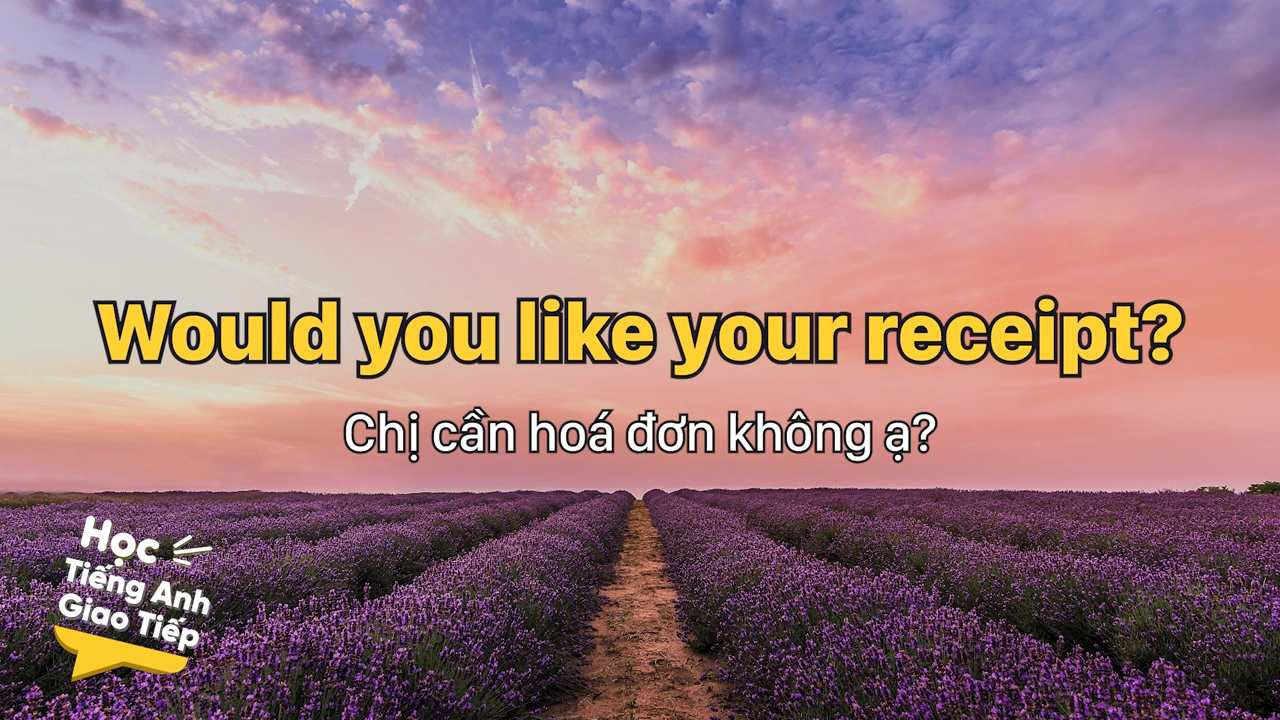 Would you like your receipt?
Chị cần hoá đơn không ạ?
Học
Tiếng Anh
Giao Tiếp